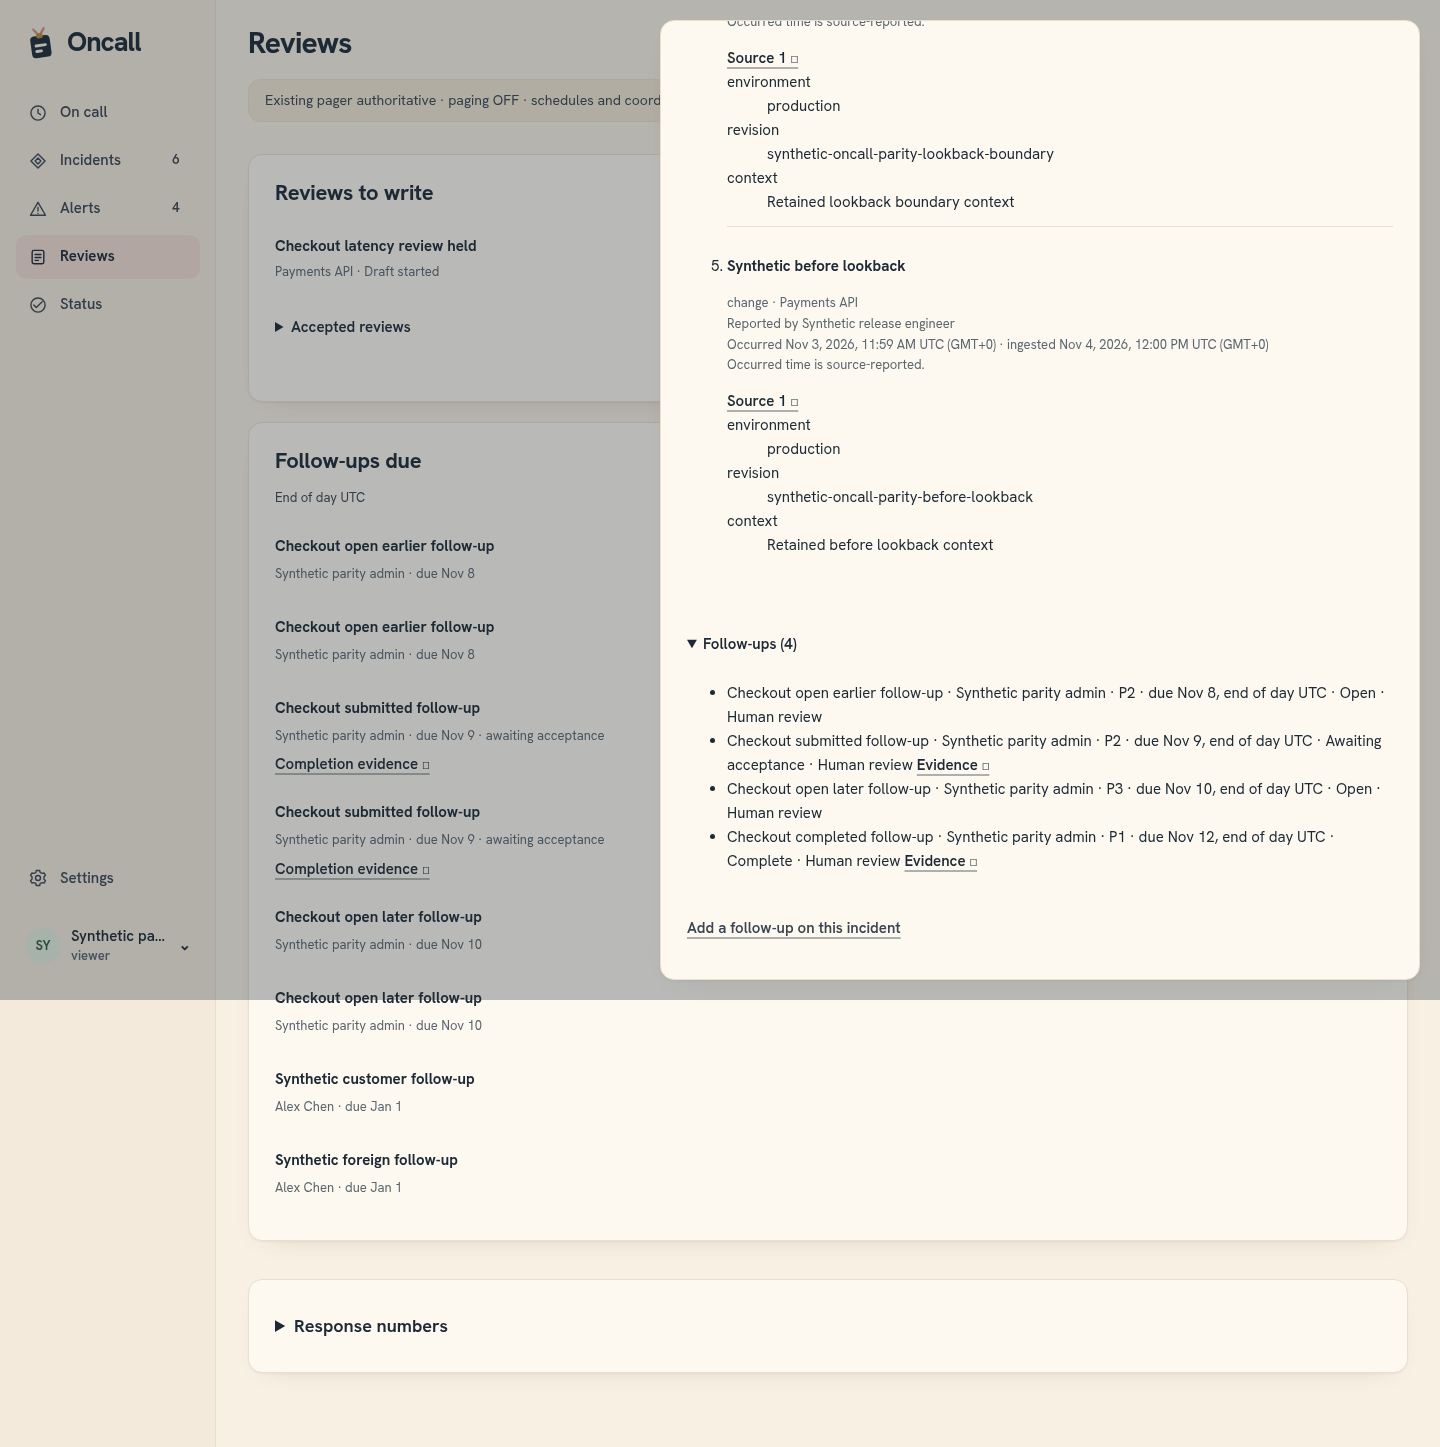 Oncall
On call
Incidents 6
Alerts 4
Reviews
Status
Settings
SY
Synthetic pa...
viewer
Reviews
Existing pager authoritative · paging OFF · schedules and coord
Reviews to write
Checkout latency review held
Payments API · Draft started
Accepted reviews
Follow-ups due
End of day UTC
Checkout open earlier follow-up
Synthetic parity admin · due Nov 8
Checkout open earlier follow-up
Synthetic parity admin · due Nov 8
Checkout submitted follow-up
Synthetic parity admin · due Nov 9 · awaiting acceptance
Completion evidence
Checkout submitted follow-up
Synthetic parity admin · due Nov 9 · awaiting acceptance
Completion evidence
Checkout open later follow-up
Synthetic parity admin · due Nov 10
Checkout open later follow-up
Synthetic parity admin · due Nov 10
Synthetic customer follow-up
Alex Chen · due Jan 1
Synthetic foreign follow-up
Alex Chen · due Jan 1
Response numbers
Occurred time is source-reported.
Source 1
environment
production
revision
synthetic-oncall-parity-lookback-boundary
context
Retained lookback boundary context
5. Synthetic before lookback
change · Payments API
Reported by Synthetic release engineer
Occurred Nov 3, 2026, 11:59 AM UTC (GMT+0) · ingested Nov 4, 2026, 12:00 PM UTC (GMT+0)
Occurred time is source-reported.
Source 1
environment
production
revision
synthetic-oncall-parity-before-lookback
context
Retained before lookback context
Follow-ups (4)
• Checkout open earlier follow-up · Synthetic parity admin · P2 · due Nov 8, end of day UTC · Open ·
Human review
• Checkout submitted follow-up · Synthetic parity admin · P2 · due Nov 9, end of day UTC · Awaiting
acceptance · Human review Evidence
• Checkout open later follow-up · Synthetic parity admin · P3 · due Nov 10, end of day UTC · Open ·
Human review
• Checkout completed follow-up · Synthetic parity admin · P1 · due Nov 12, end of day UTC ·
Complete · Human review Evidence
Add a follow-up on this incident